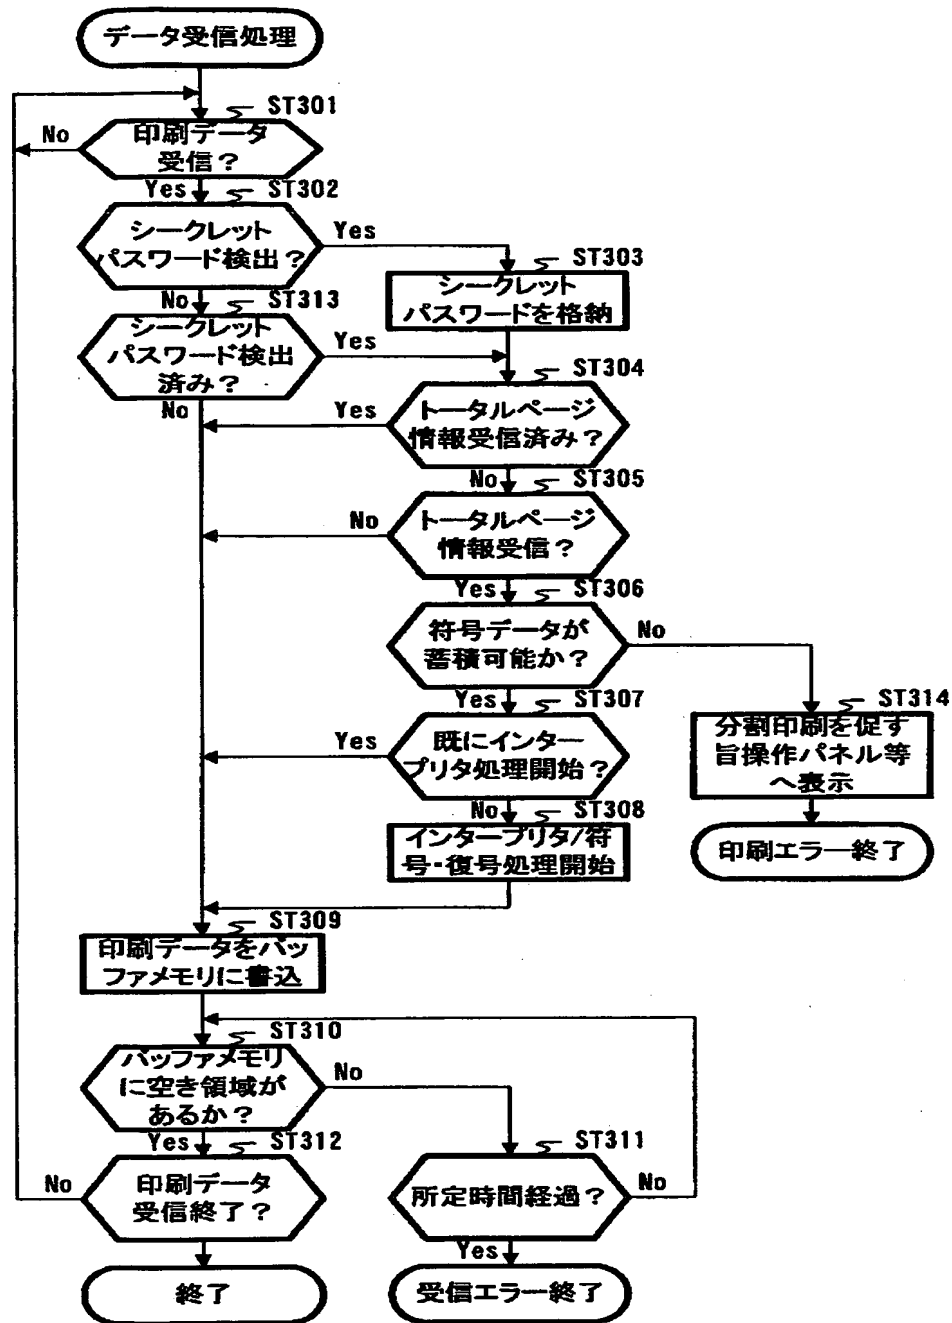 データ受信処理
ST301
No
印刷データ
受信？
Yes
ST302
シークレット
パスワード検出？
Yes
ST303
シークレット
パスワードを格納
No
ST313
シークレット
パスワード検出
済み？
Yes
No
ST304
トータルページ
情報受信済み？
Yes
No
ST305
トータルページ
情報受信？
No
Yes
ST306
符号データが
蓄積可能か？
No
ST314
分割印刷を促す
旨操作パネル等
へ表示
印刷エラー終了
Yes
ST307
既にインター
プリタ処理開始？
Yes
No
ST308
インタープリタ/符
号・復号処理開始
ST309
印刷データをバッ
ファメモリに書込
ST310
バッファメモリ
に空き領域が
あるか？
No
Yes
ST312
印刷データ
受信終了？
No
終了
ST311
所定時間経過？
No
Yes
受信エラー終了